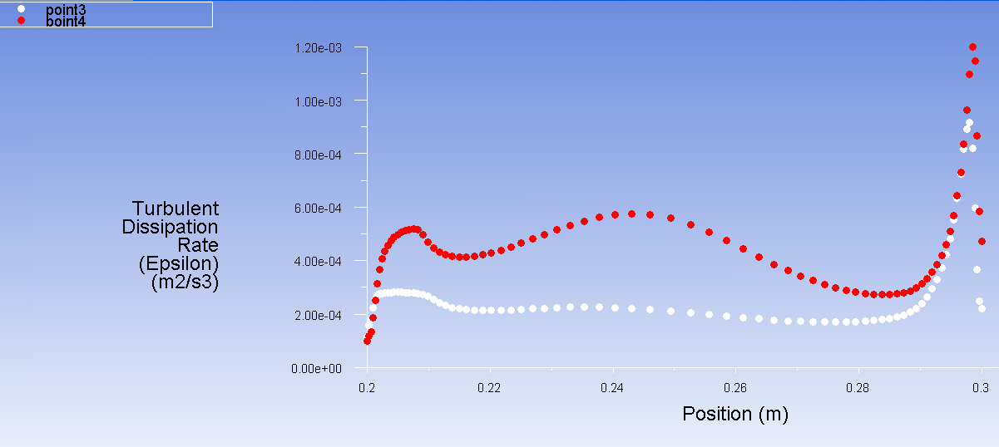 point3
boint4
1.20e-03
1.00e-03
8.00e-04
6.00e-04
4.00e-04
2.00e-04
0.00e+00
Turbulent
Dissipation
Rate
(Epsilon)
(m2/s3)
0.2
0.22
0.24
0.26
0.28
0.3
Position (m)